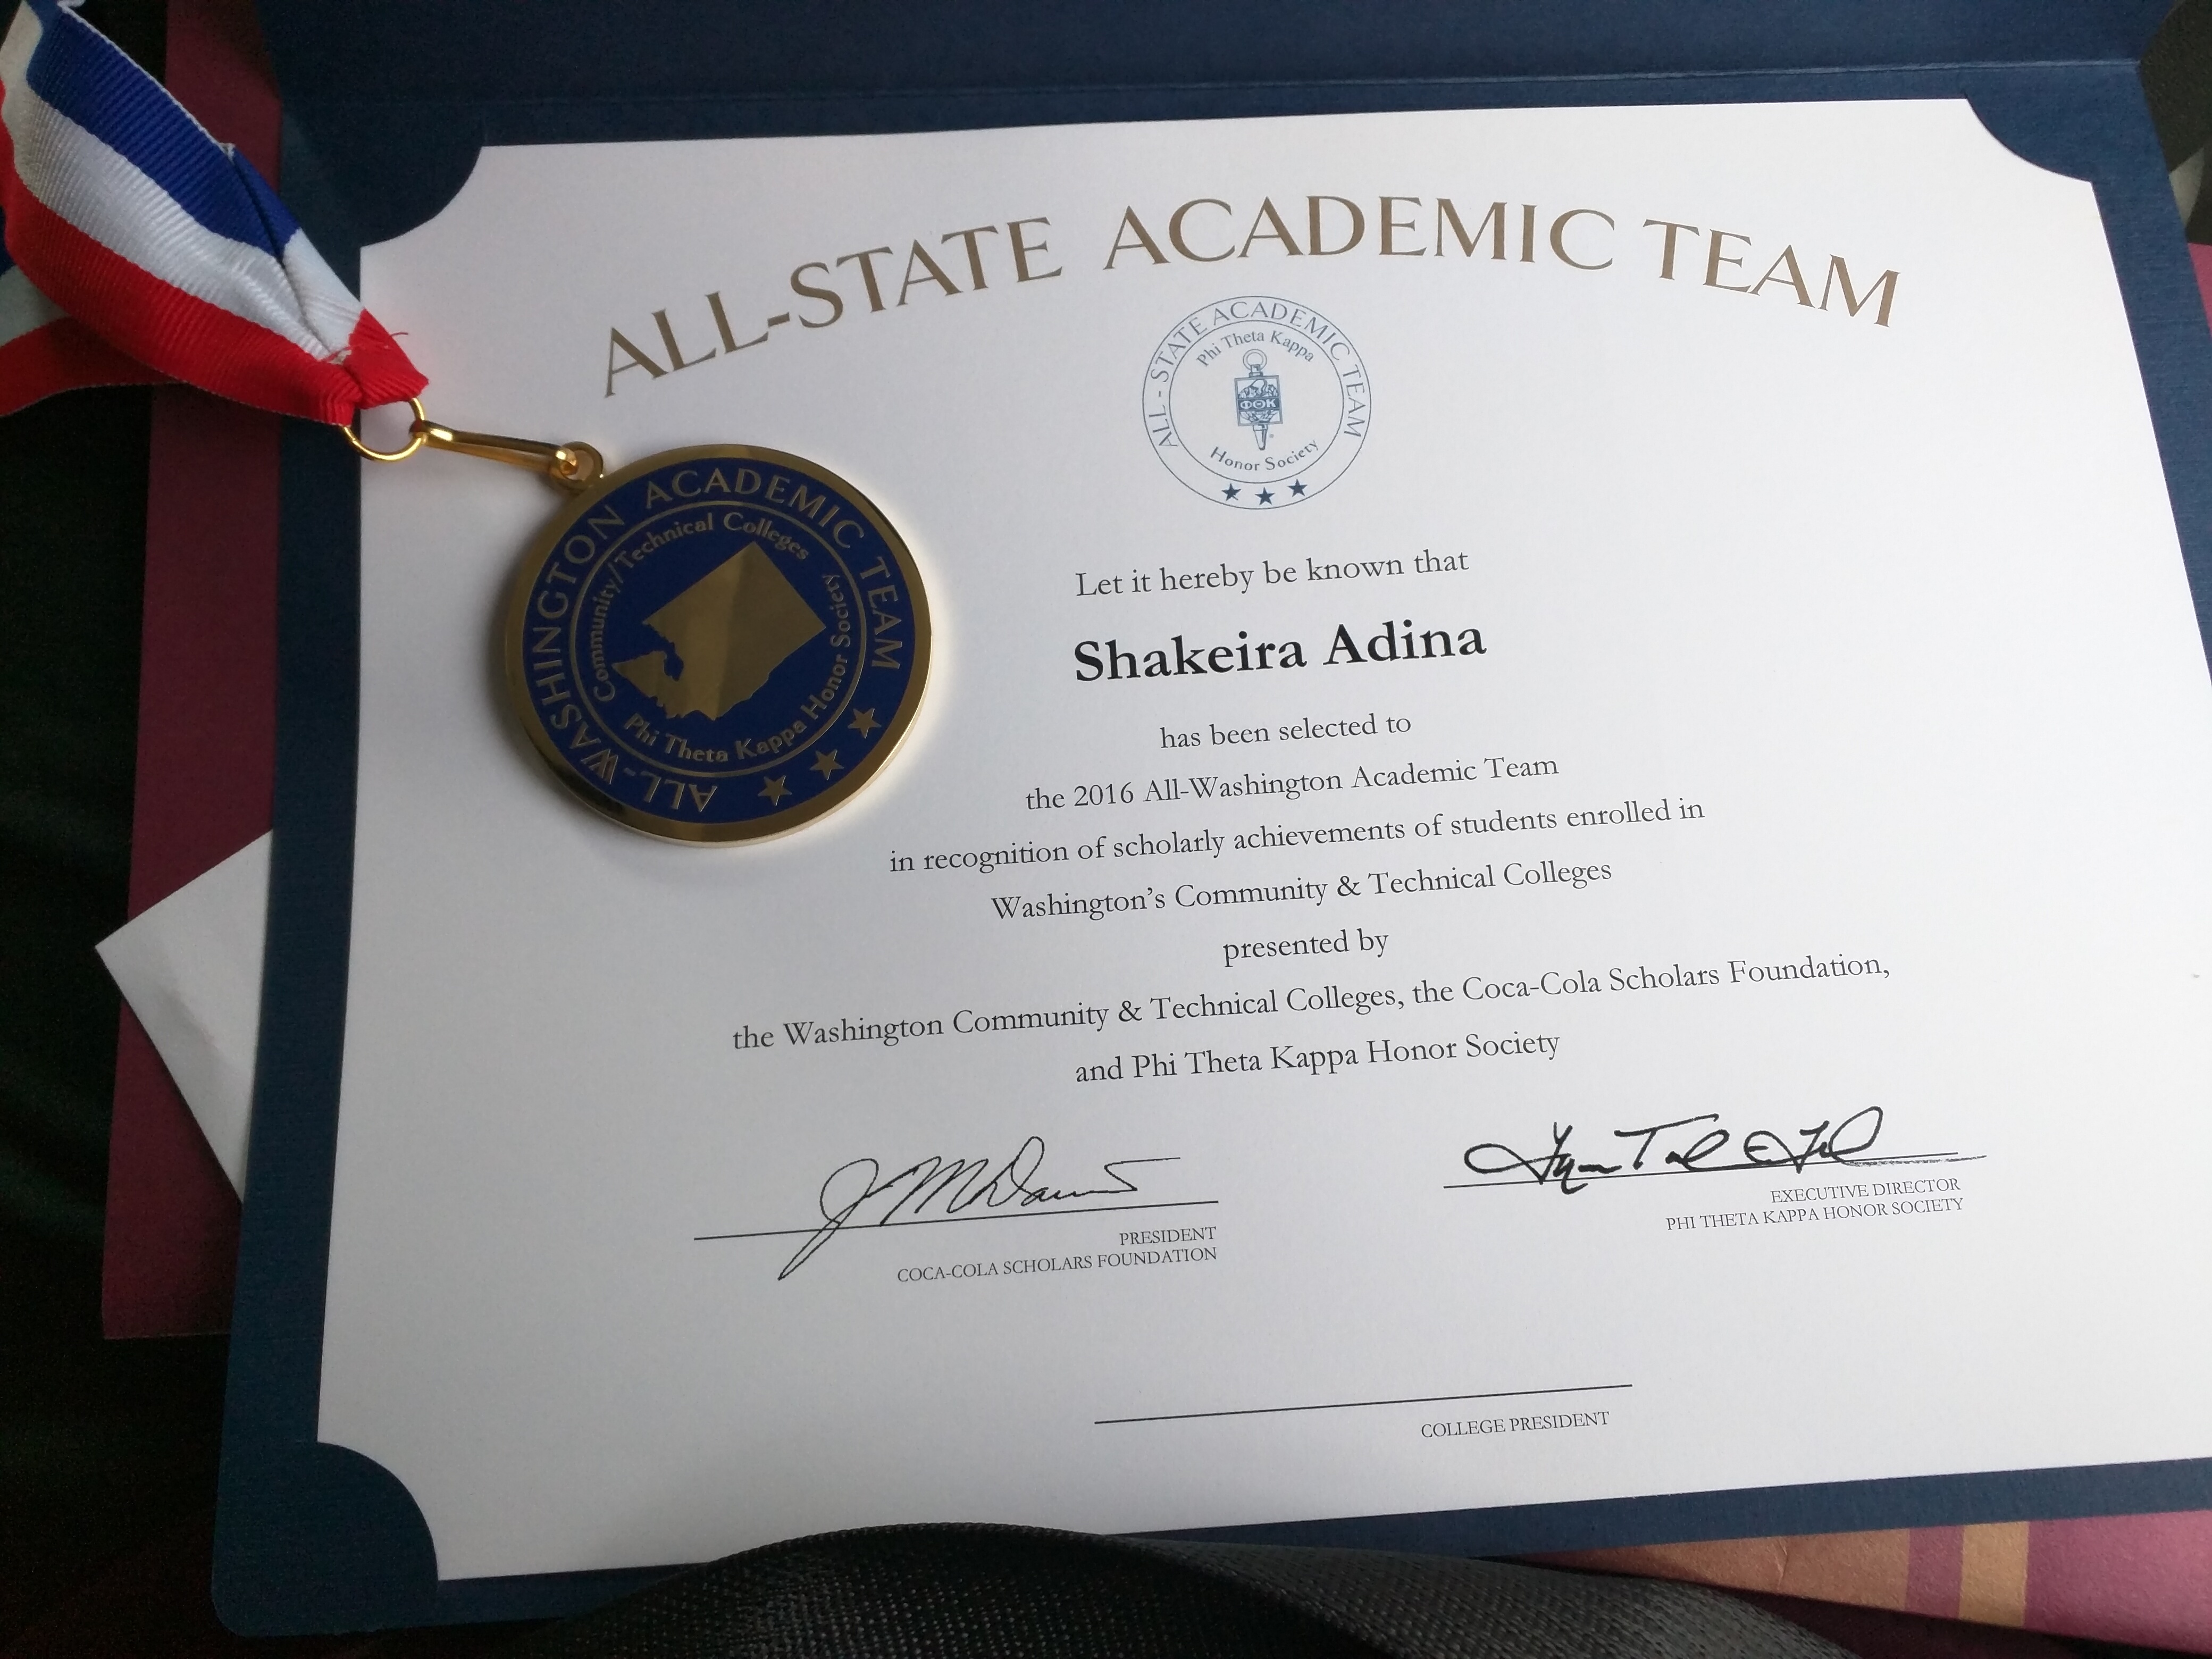 ALL-STATE ACADEMIC TEAM
ALL - STATE ACADEMIC TEAM
Phi Theta Kappa
ΦΘΚ
Honor Society
ALL-WASHINGTON ACADEMIC TEAM
Community/Technical Colleges
Phi Theta Kappa Honor Society
Let it hereby be known that
Shakeira Adina
has been selected to
the 2016 All-Washington Academic Team
in recognition of scholarly achievements of students enrolled in
Washington's Community & Technical Colleges
presented by
the Washington Community & Technical Colleges, the Coca-Cola Scholars Foundation,
and Phi Theta Kappa Honor Society
PRESIDENT
COCA-COLA SCHOLARS FOUNDATION
EXECUTIVE DIRECTOR
PHI THETA KAPPA HONOR SOCIETY
COLLEGE PRESIDENT